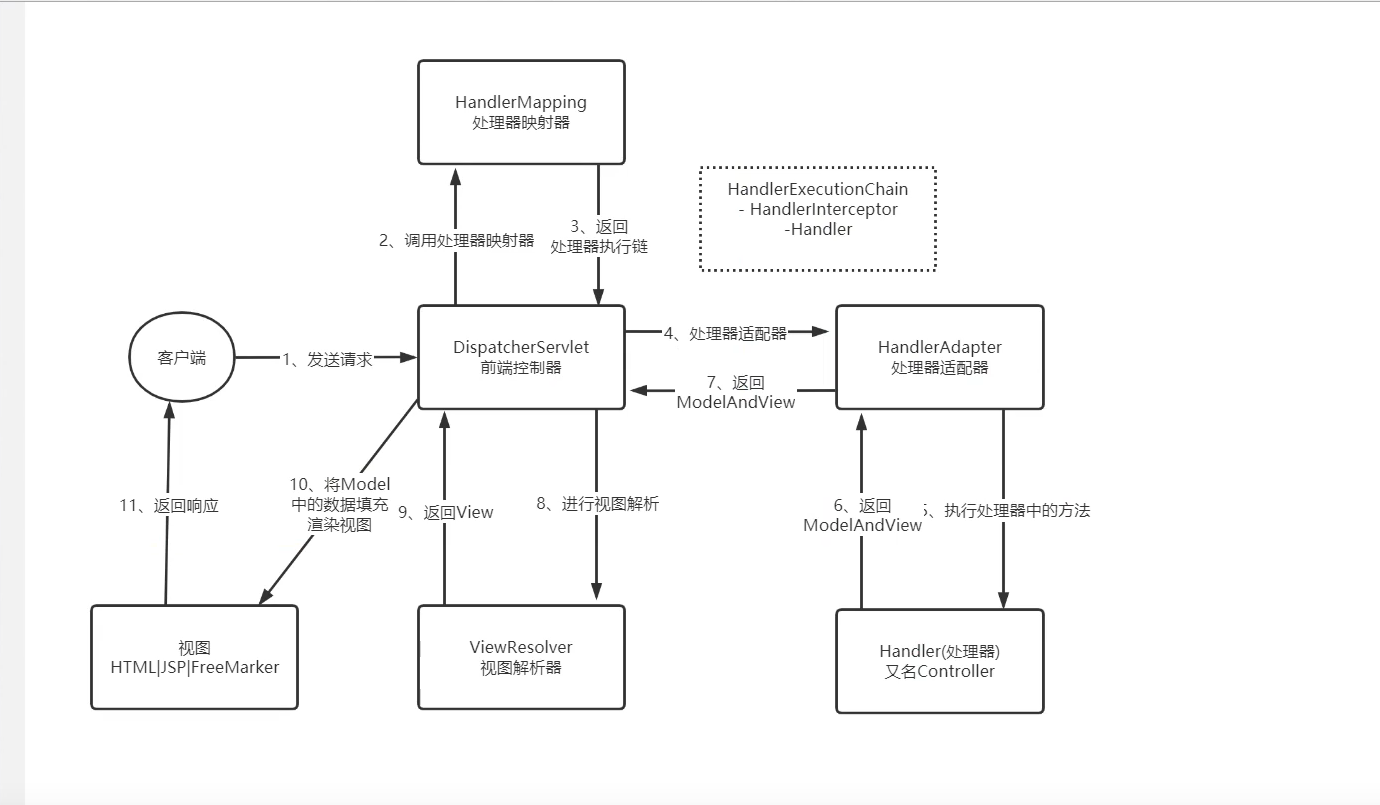 HandlerMapping
处理器映射器
HandlerExecutionChain
- HandlerInterceptor
-Handler
2、调用处理器映射器
3、返回
处理器执行链
客户端
1、发送请求
DispatcherServlet
前端控制器
4、处理器适配器
7、返回
ModelAndView
HandlerAdapter
处理器适配器
11、返回响应
10、将Model
中的数据填充
渲染视图
9、返回View
8、进行视图解析
6、返回
ModelAndView
、执行处理器中的方法
视图
HTML|JSP|FreeMarker
ViewResolver
视图解析器
Handler(处理器)
又名Controller